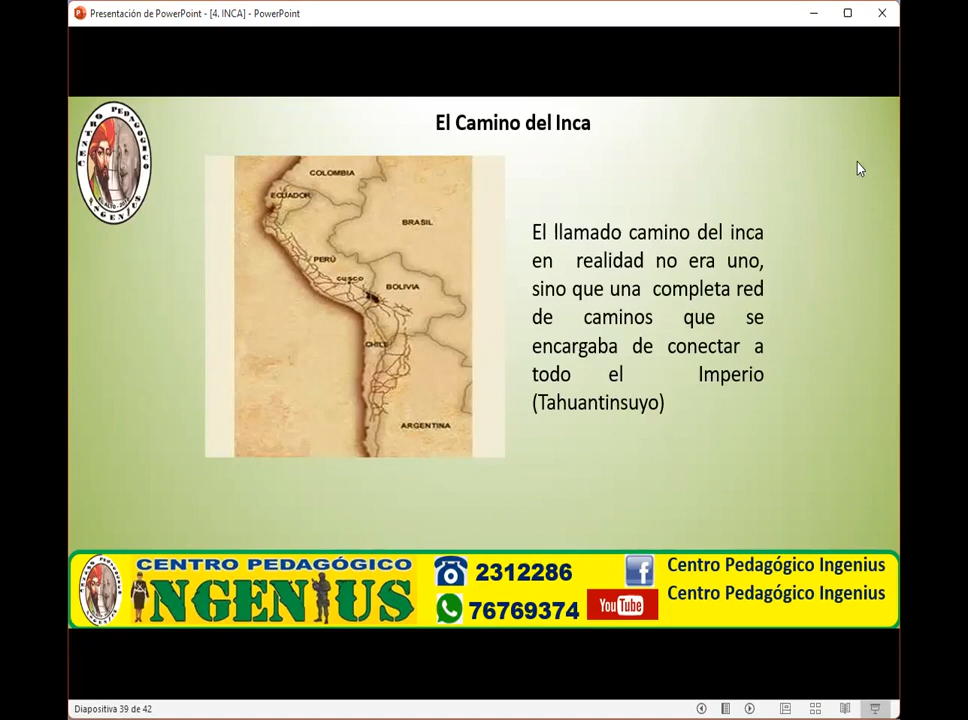 Presentación de PowerPoint - [4. INCA] - PowerPoint
CENTRO PEDAGÓGICO
INGENIUS
El Camino del Inca
COLOMBIA
ECUADOR
BRASIL
PERÚ
CUSCO
BOLIVIA
CHILE
ARGENTINA
El llamado camino del inca
en realidad no era uno,
sino que una completa red
de caminos que se
encargaba de conectar a
todo el Imperio
(Tahuantinsuyo)
CENTRO PEDAGÓGICO
INGENIUS
2312286
76769374
f
YouTube
Centro Pedagógico Ingenius
Centro Pedagógico Ingenius
Diapositiva 39 de 42